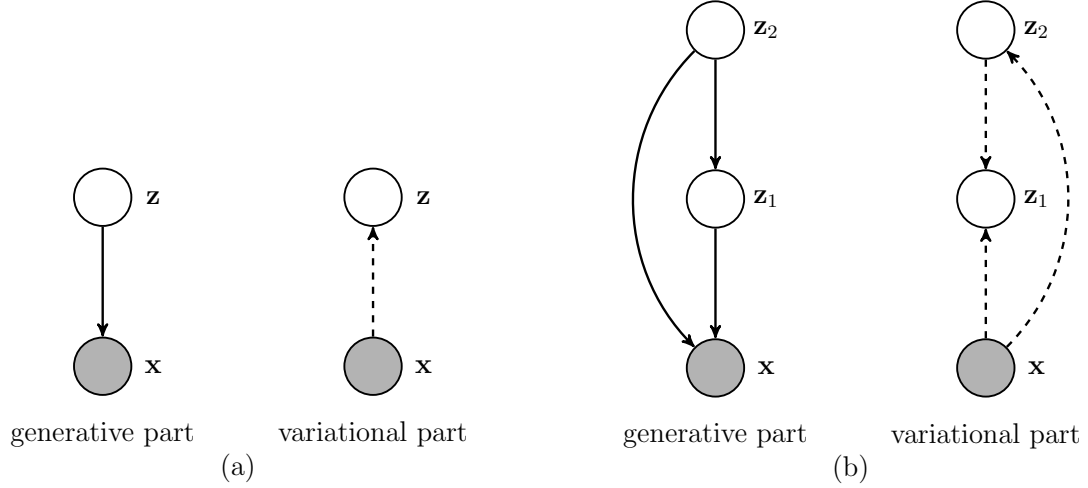 z₂
z₂
z
z
z₁
z₁
x
x
x
x
generative part
variational part
generative part
variational part
(a)
(b)